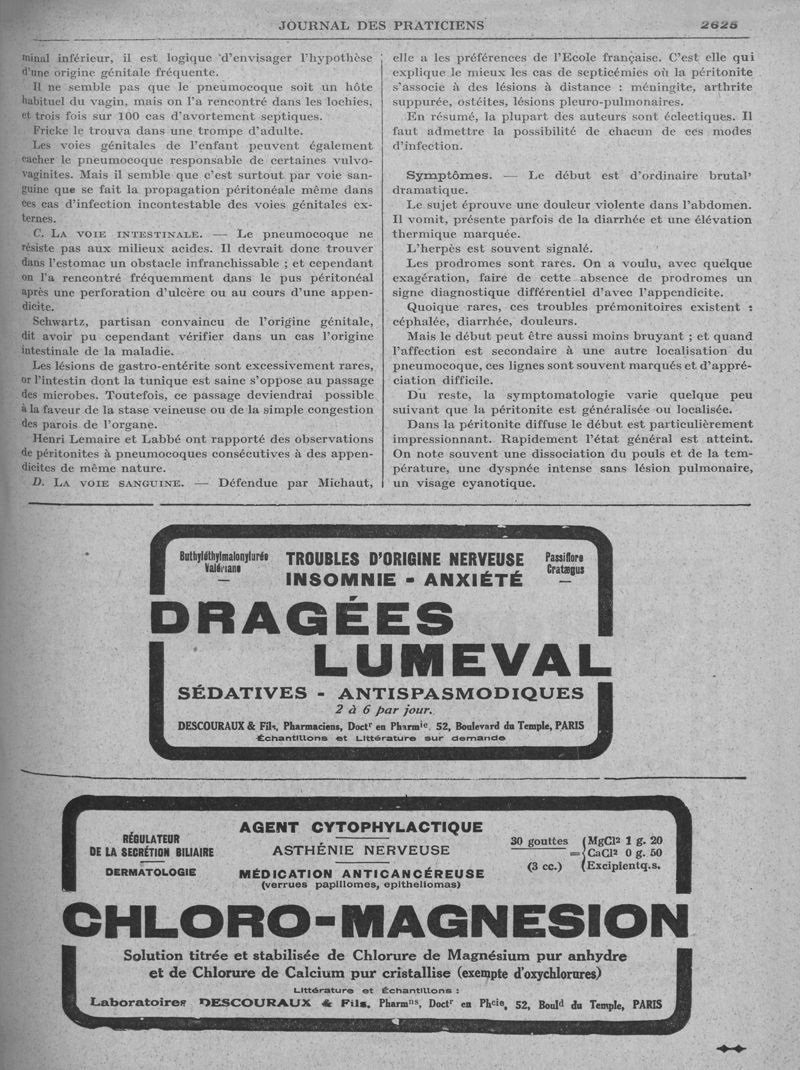 JOURNAL DES PRATICIENS 2625
minal inférieur, il est logique d'envisager l'hypothèse
d'une origine génitale fréquente.
Il ne semble pas que le pneumocoque soit un hôte
habituel du vagin, mais on l'a rencontré dans les lochies,
et trois fois sur 100 cas d'avortement septiques.
Fricke le trouva dans une trompe d'adulte.
Les voies génitales de l'enfant peuvent également
cacher le pneumocoque responsable de certaines vulvo-
vaginites. Mais il semble que c'est surtout par voie san-
guine que se fait la propagation péritonéale même dans
ces cas d'infection incontestable des voies génitales ex-
ternes.
C. LA VOIE INTESTINALE. — Le pneumocoque ne
résiste pas aux milieux acides. Il devrait donc trouver
dans l'estomac un obstacle infranchissable ; et cependant
on l'a rencontré fréquemment dans le pus péritonéal
après une perforation d'ulcère ou au cours d'une appen-
dicite.
Schwartz, partisan convaincu de l'origine génitale,
dit avoir pu cependant vérifier dans un cas l'origine
intestinale de la maladie.
Les lésions de gastro-entérite sont excessivement rares,
or l'intestin dont la tunique est saine s'oppose au passage
des microbes. Toutefois, ce passage deviendrai possible
à la faveur de la stase veineuse ou de la simple congestion
des parois de l'organe.
Henri Lemaire et Labbé ont rapporté des observations
de péritonites à pneumocoques consécutives à des appen-
dicites de même nature.
D. LA VOIE SANGUINE. — Défendue par Michaut,
elle a les préférences de l'Ecole française. C'est elle qui
explique le mieux les cas de septicémies où la péritonite
s'associe à des lésions à distance : méningite, arthrite
suppurée, ostéites, lésions pleuro-pulmonaires.
En résumé, la plupart des auteurs sont éclectiques. Il
faut admettre la possibilité de chacun de ces modes
d'infection.
Symptômes. — Le début est d'ordinaire brutal'
dramatique.
Le sujet éprouve une douleur violente dans l'abdomen.
Il vomit, présente parfois de la diarrhée et une élévation
thermique marquée.
L'herpès est souvent signalé.
Les prodromes sont rares. On a voulu, avec quelque
exagération, faire de cette absence de prodromes un
signe diagnostique différentiel d'avec l'appendicite.
Quoique rares, ces troubles prémonitoires existent :
céphalée, diarrhée, douleurs.
Mais le début peut être aussi moins bruyant ; et quand
l'affection est secondaire à une autre localisation du
pneumocoque, ces lignes sont souvent marqués et d'appré-
ciation difficile.
Du reste, la symptomatologie varie quelque peu
suivant que la péritonite est généralisée ou localisée.
Dans la péritonite diffuse le début est particulièrement
impressionnant. Rapidement l'état général est atteint.
On note souvent une dissociation du pouls et de la tem-
pérature, une dyspnée intense sans lésion pulmonaire,
un visage cyanotique.
Buthyléthylmalonylurée
Valériane
TROUBLES D'ORIGINE NERVEUSE
INSOMNIE - ANXIÉTÉ
Passiflore
Cratægus
DRAGÉES
LUMEVAL
SÉDATIVES - ANTISPASMODIQUES
2 à 6 par jour.
DESCOURAUX & Fils, Pharmaciens, Doctr en Pharmie, 52, Boulevard du Temple, PARIS
Échantillons et Littérature sur demande
RÉGULATEUR
DE LA SECRÉTION BILIAIRE
DERMATOLOGIE
AGENT CYTOPHYLACTIQUE
ASTHÉNIE NERVEUSE
MÉDICATION ANTICANCÉREUSE
(verrues papillomes, epitheliomas)
30 gouttes
(3 cc.)
= { MgCl² 1 g. 20
CaCl² 0 g. 50
Excipientq.s.
CHLORO-MAGNESION
Solution titrée et stabilisée de Chlorure de Magnésium pur anhydre
et de Chlorure de Calcium pur cristallise (exempte d'oxychlorures)
Littérature et Échantillons :
Laboratoires DESCOURAUX & Fils, Pharmns, Doctr en Phcie, 52, Bould du Temple, PARIS